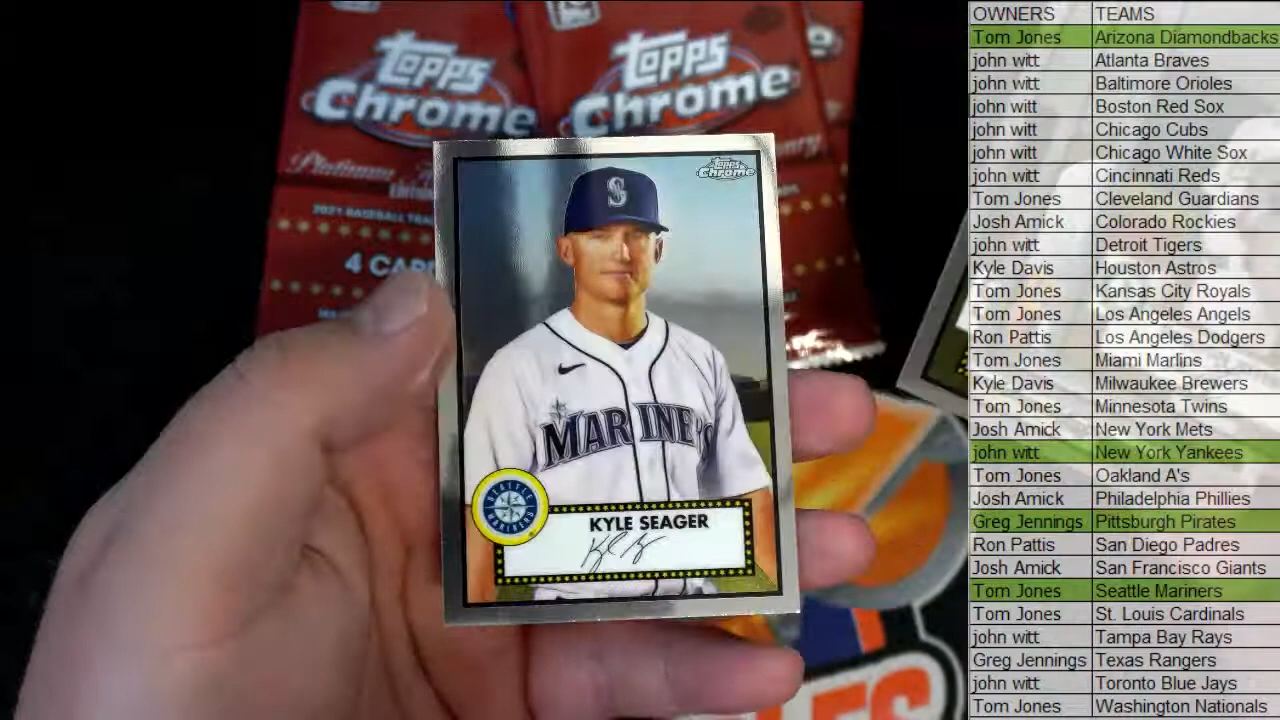 Topps
Chrome
Topps
Chrome
Platinum
2021 BASEBALL
4 CARDS
Topps
Chrome
S
MARINERS
SEATTLE
MARINERS
KYLE SEAGER
OWNERS TEAMS
Tom Jones Arizona Diamondbacks
john witt Atlanta Braves
john witt Baltimore Orioles
john witt Boston Red Sox
john witt Chicago Cubs
john witt Chicago White Sox
john witt Cincinnati Reds
Tom Jones Cleveland Guardians
Josh Amick Colorado Rockies
john witt Detroit Tigers
Kyle Davis Houston Astros
Tom Jones Kansas City Royals
Tom Jones Los Angeles Angels
Ron Pattis Los Angeles Dodgers
Tom Jones Miami Marlins
Kyle Davis Milwaukee Brewers
Tom Jones Minnesota Twins
Josh Amick New York Mets
john witt New York Yankees
Tom Jones Oakland A's
Josh Amick Philadelphia Phillies
Greg Jennings Pittsburgh Pirates
Ron Pattis San Diego Padres
Josh Amick San Francisco Giants
Tom Jones Seattle Mariners
Tom Jones St. Louis Cardinals
john witt Tampa Bay Rays
Greg Jennings Texas Rangers
john witt Toronto Blue Jays
Tom Jones Washington Nationals